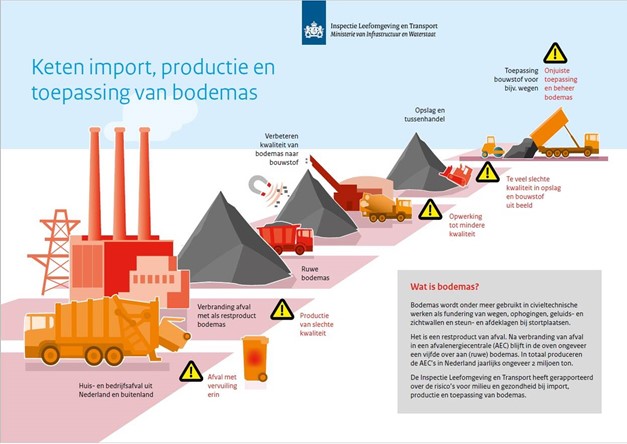 Inspectie Leefomgeving en Transport
Ministerie van Infrastructuur en Waterstaat
Keten import, productie en
toepassing van bodemas
Toepassing
bouwstof voor
bijv. wegen
Onjuiste
toepassing
en beheer
bodemas
Opslag en
tussenhandel
Verbeteren
kwaliteit van
bodemas naar
bouwstof
Te veel slechte
kwaliteit in opslag
en bouwstof
uit beeld
Opwerking
tot mindere
kwaliteit
Ruwe
bodemas
Verbranding afval
met als restproduct
bodemas
Productie
van slechte
kwaliteit
Huis- en bedrijfsafval uit
Nederland en buitenland
Afval met
vervuiling
erin
Wat is bodemas?
Bodemas wordt onder meer gebruikt in civieltechnische
werken als fundering van wegen, ophogingen, geluids- en
zichtwallen en steun- en afdeklagen bij stortplaatsen.
Het is een restproduct van afval. Na verbranding van afval
in een afvalenergiecentrale (AEC) blijft in de oven ongeveer
een vijfde over aan (ruwe) bodemas. In totaal produceren
de AEC's in Nederland jaarlijks ongeveer 2 miljoen ton.
De Inspectie Leefomgeving en Transport heeft gerapporteerd
over de risico's voor milieu en gezondheid bij import,
productie en toepassing van bodemas.